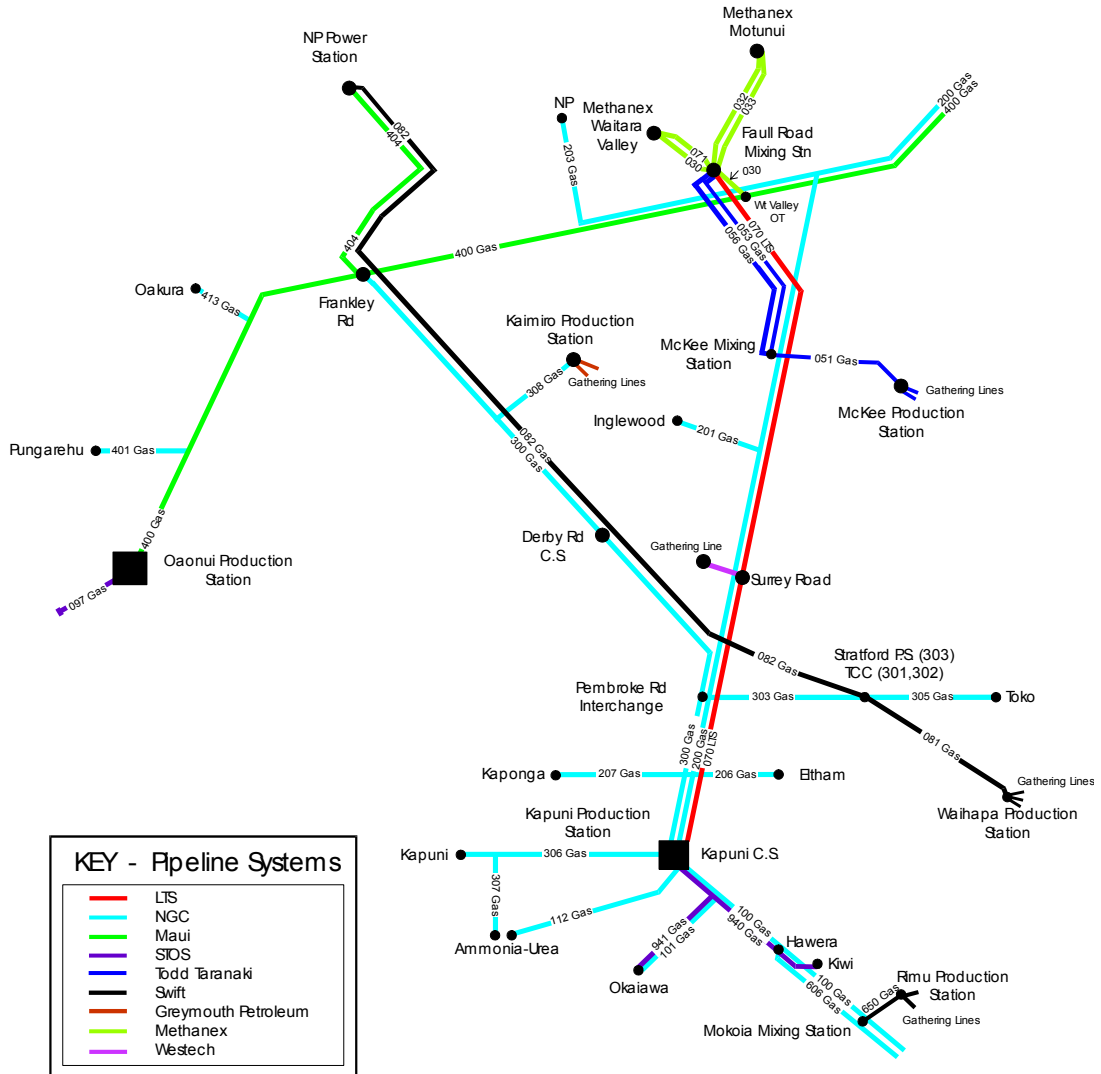 Methanex
Motunui
NP Power
Station
200 Gas
400 Gas
NP
Methanex
Waitara
Valley
032
033
Faull Road
Mixing Stn
082
404
071
030
030
203 Gas
Wt Valley
OT
070 LTS
053 Gas
056 Gas
404
400 Gas
Oakura
413 Gas
Frankley
Rd
Kaimiro Production
Station
308 Gas
Gathering Lines
McKee Mixing
Station
051 Gas
Gathering Lines
McKee Production
Station
Inglewood
201 Gas
082 Gas
300 Gas
Pungarehu
401 Gas
400 Gas
Oaonui Production
Station
097 Gas
Derby Rd
C.S.
Gathering Line
Surrey Road
082 Gas
Stratford P.S. (303)
TCC (301,302)
Pembroke Rd
Interchange
303 Gas
305 Gas
Toko
081 Gas
300 Gas
200 Gas
070 LTS
Kaponga
207 Gas
206 Gas
Eltham
Gathering Lines
Waihapa Production
Station
Kapuni Production
Station
Kapuni
306 Gas
Kapuni C.S.
307 Gas
112 Gas
Ammonia-Urea
941 Gas
101 Gas
Okaiawa
100 Gas
940 Gas
Hawera
Kiwi
100 Gas
606 Gas
Rimu Production
Station
650 Gas
Gathering Lines
Mokoia Mixing Station
KEY - Pipeline Systems
LTS
NGC
Maui
STOS
Todd Taranaki
Swift
Greymouth Petroleum
Methanex
Westech